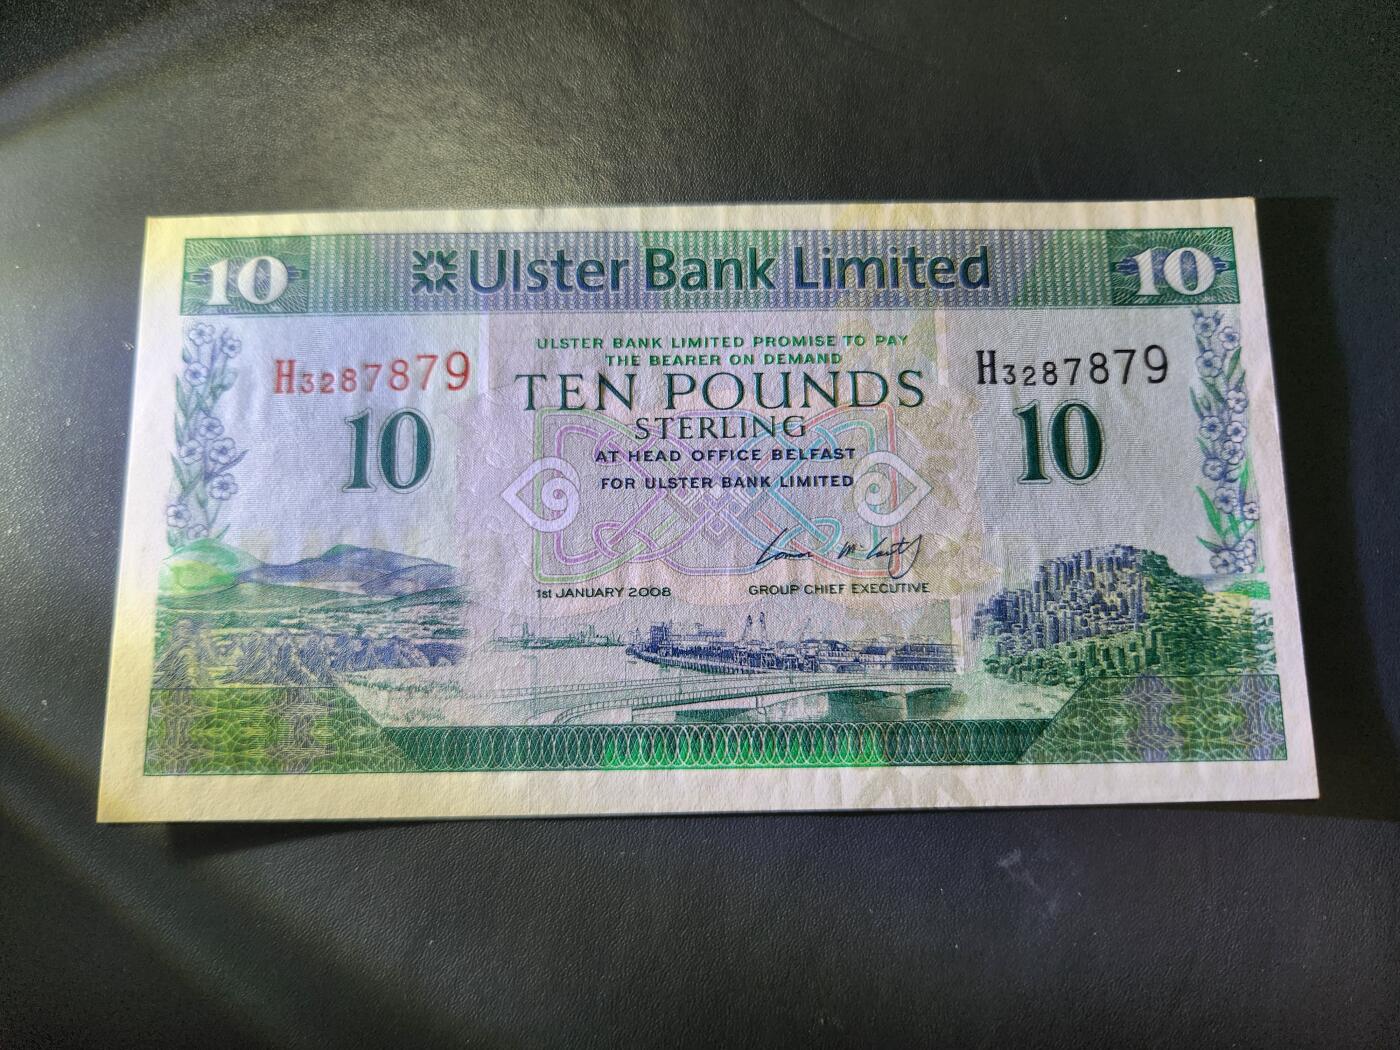 10 Ulster Bank Limited 10
ULSTER BANK LIMITED PROMISE TO PAY
THE BEARER ON DEMAND
H3287879 TEN POUNDS H3287879
10 STERLING 10
AT HEAD OFFICE BELFAST
FOR ULSTER BANK LIMITED
1st JANUARY 2008 GROUP CHIEF EXECUTIVE